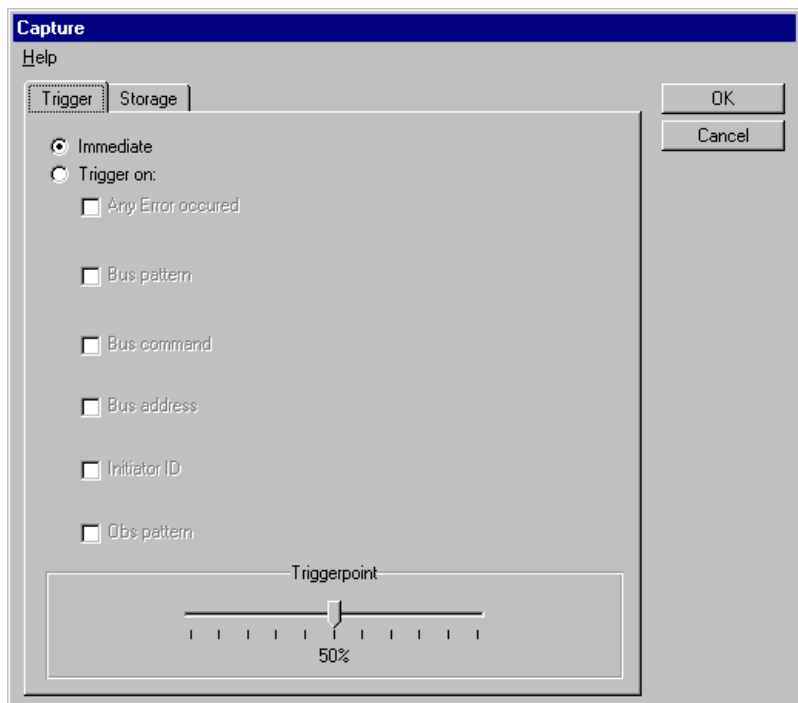 Capture
Help
Trigger
Storage
OK
Cancel
Immediate
Trigger on:
Any Error occured
Bus pattern
Bus command
Bus address
Initiator ID
Obs pattern
Triggerpoint
50%